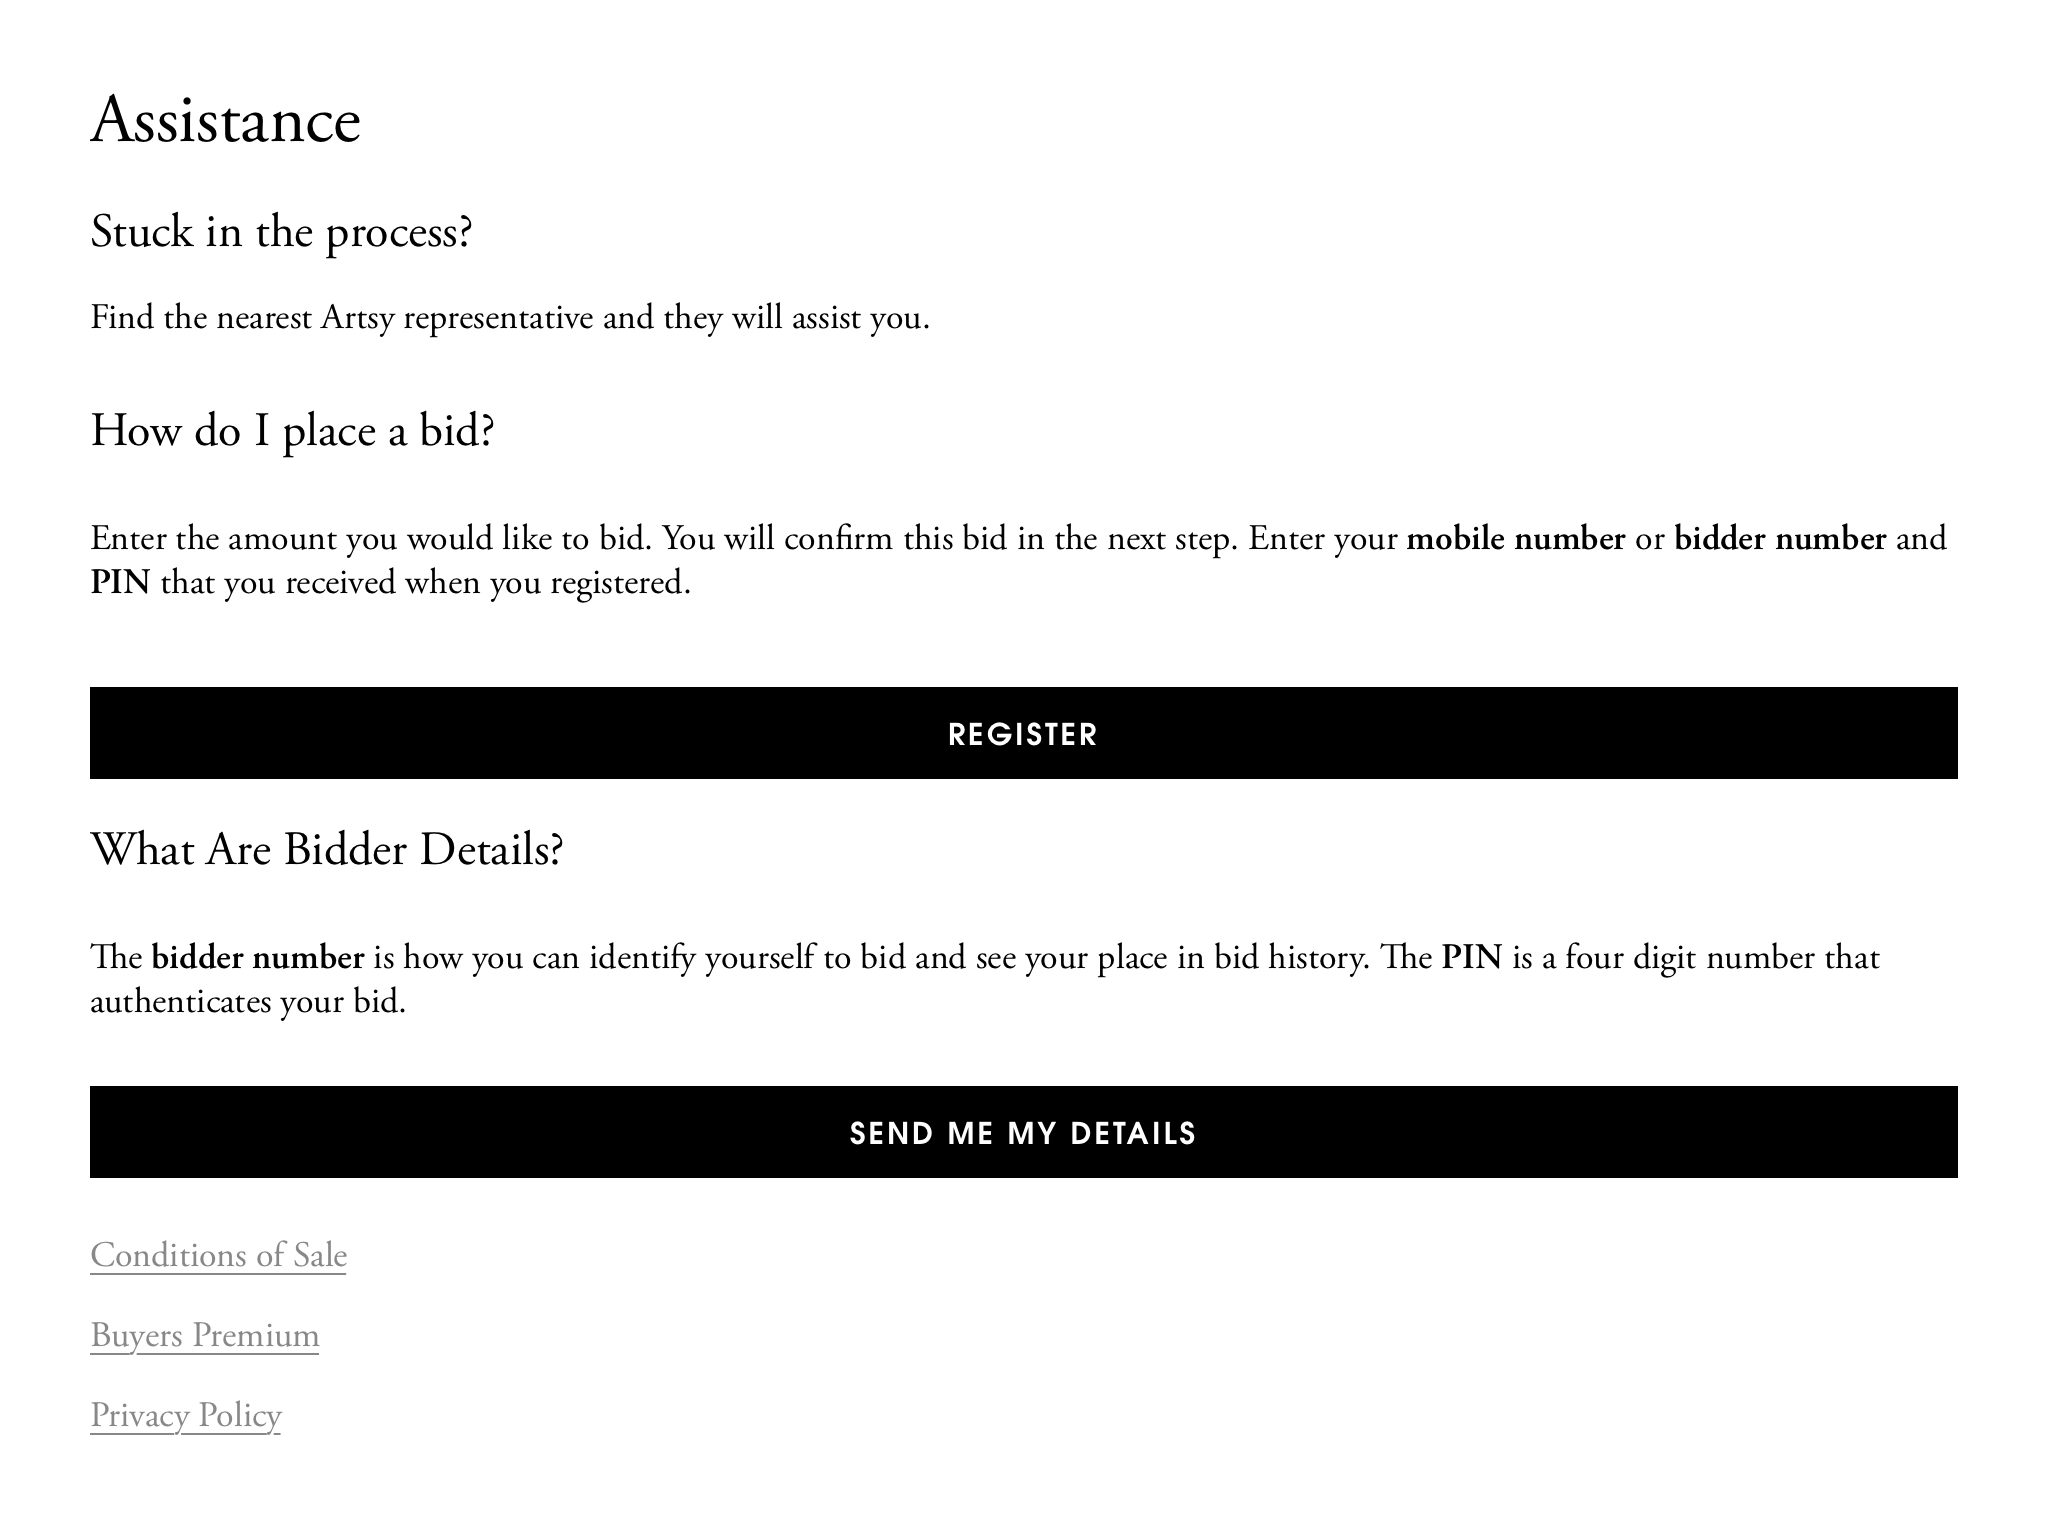 Assistance
Stuck in the process?
Find the nearest Artsy representative and they will assist you.
How do I place a bid?
Enter the amount you would like to bid. You will confirm this bid in the next step. Enter your mobile number or bidder number and
PIN that you received when you registered.
REGISTER
What Are Bidder Details?
The bidder number is how you can identify yourself to bid and see your place in bid history. The PIN is a four digit number that
authenticates your bid.
SEND ME MY DETAILS
Conditions of Sale
Buyers Premium
Privacy Policy